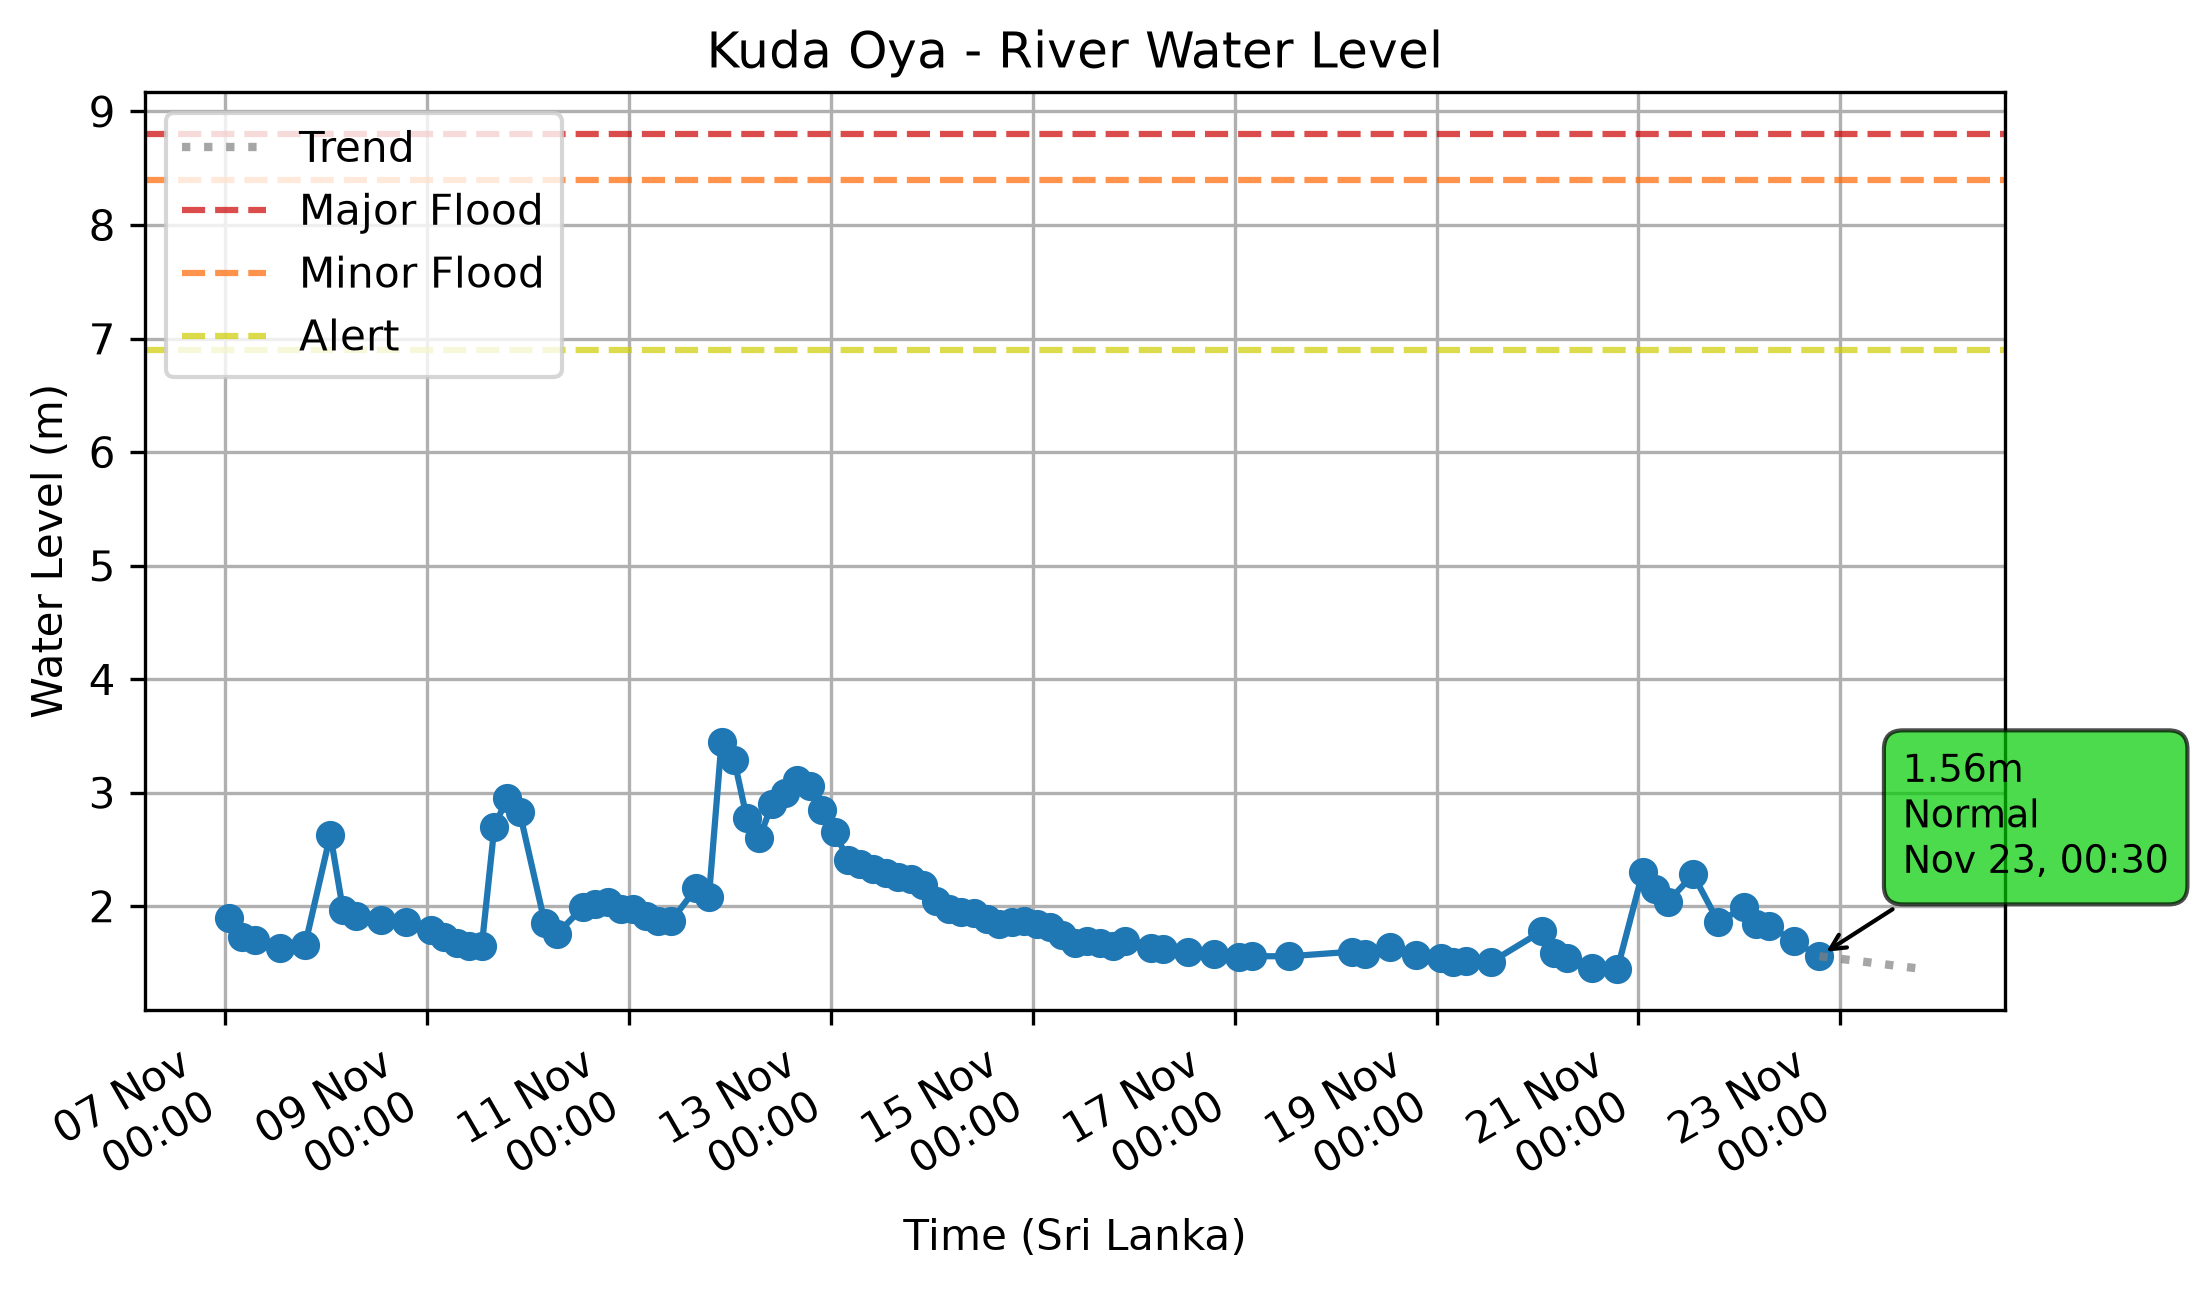 Kuda Oya - River Water Level
Trend
Major Flood
Minor Flood
Alert
Water Level (m)
9
8
7
6
5
4
3
2
1.56m
Normal
Nov 23, 00:30
07 Nov
00:00
09 Nov
00:00
11 Nov
00:00
13 Nov
00:00
15 Nov
00:00
17 Nov
00:00
19 Nov
00:00
21 Nov
00:00
23 Nov
00:00
Time (Sri Lanka)